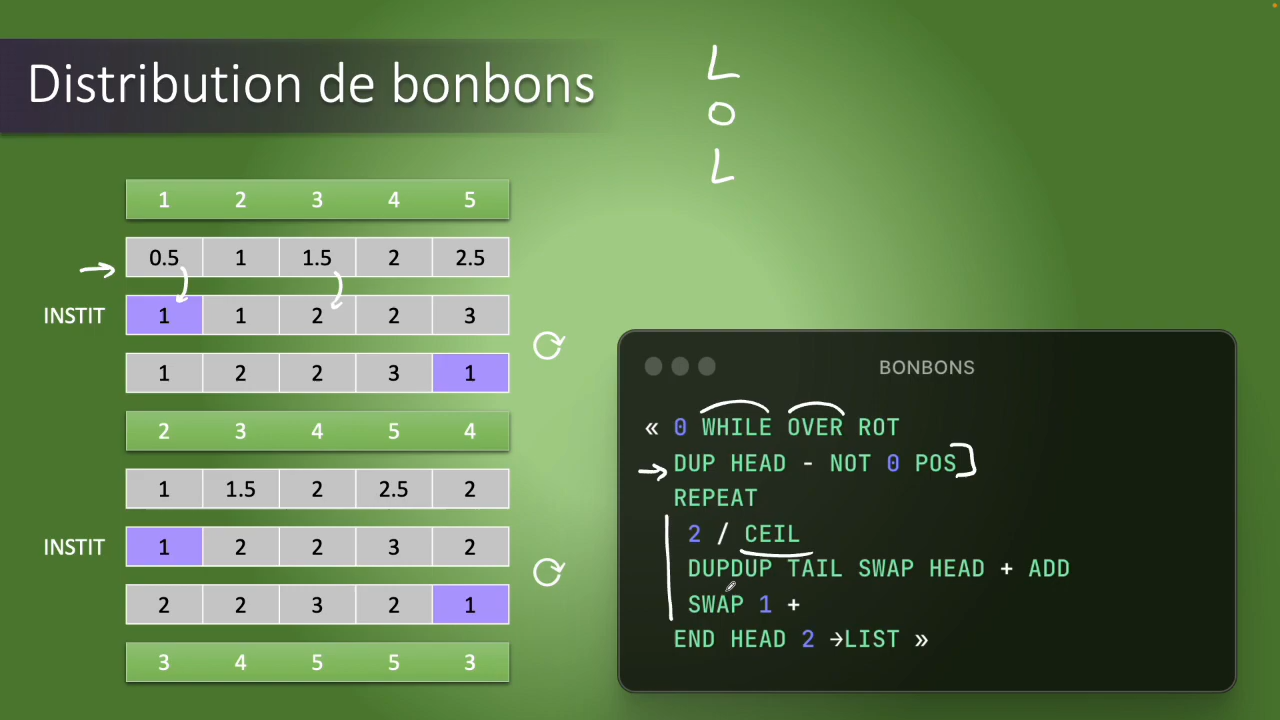 Distribution de bonbons
L
O
L
1 2 3 4 5
0.5 1 1.5 2 2.5
INSTIT 1 1 2 2 3
1 2 2 3 1
2 3 4 5 4
1 1.5 2 2.5 2
INSTIT 1 2 2 3 2
2 2 3 2 1
3 4 5 5 3
BONBONS
« 0 WHILE OVER ROT
DUP HEAD - NOT 0 POS
REPEAT
2 / CEIL
DUPDUP TAIL SWAP HEAD + ADD
SWAP 1 +
END HEAD 2 →LIST »